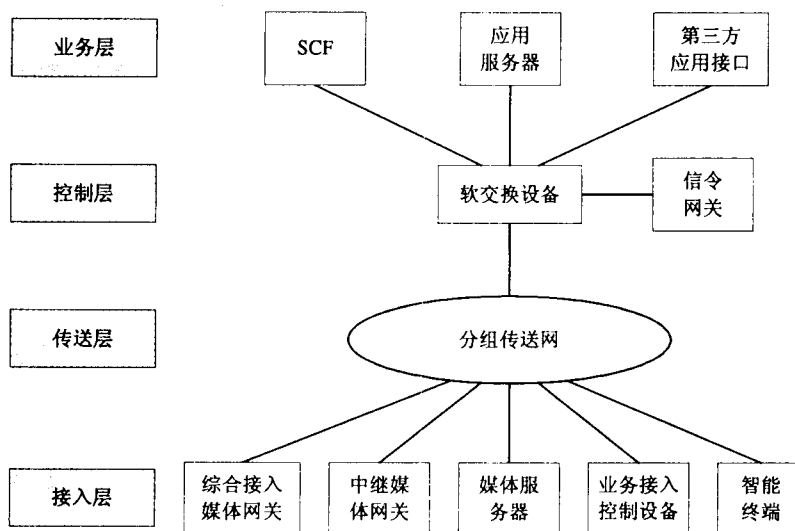 业务层
SCF
应用
服务器
第三方
应用接口
控制层
软交换设备
信令
网关
传送层
分组传送网
接入层
综合接入
媒体网关
中继媒
体网关
媒体服
务器
业务接入
控制设备
智能
终端